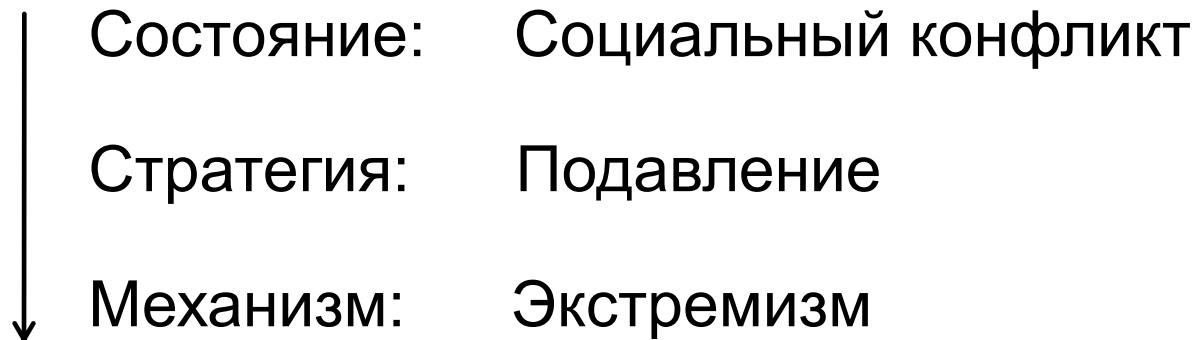 Состояние: Социальный конфликт
Стратегия: Подавление
Механизм: Экстремизм